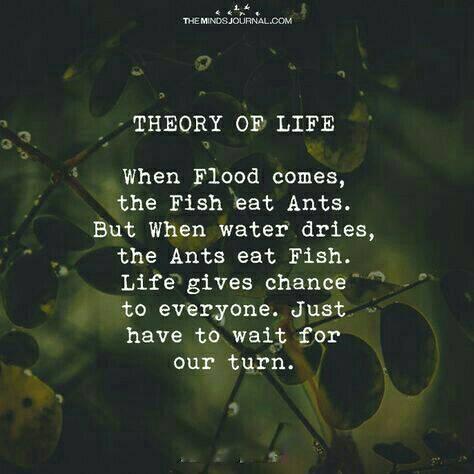 THEMINDSJOURNAL.COM
THEORY OF LIFE
When Flood comes,
the Fish eat Ants.
But When water dries,
the Ants eat Fish.
Life gives chance
to everyone. Just
have to wait for
our turn.